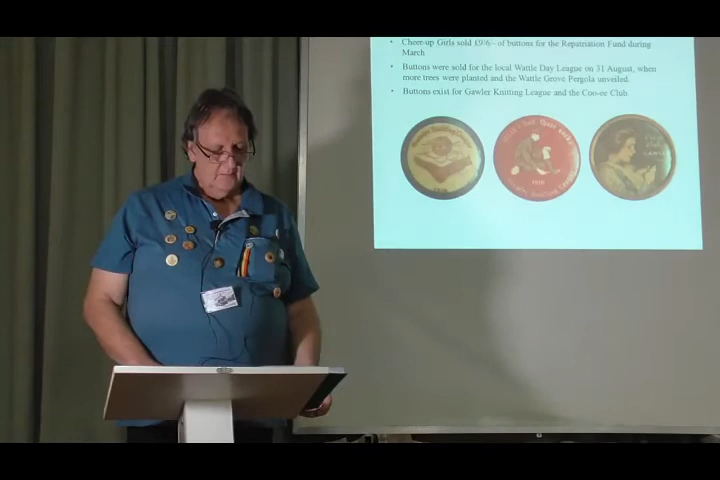 • Cheer-up Girls sold £9/6/- of buttons for the Repatriation Fund during
March
• Buttons were sold for the local Wattle Day League on 31 August, when
more trees were planted and the Wattle Grove Pergola unveiled.
• Buttons exist for Gawler Knitting League and the Coo-ee Club.
1916